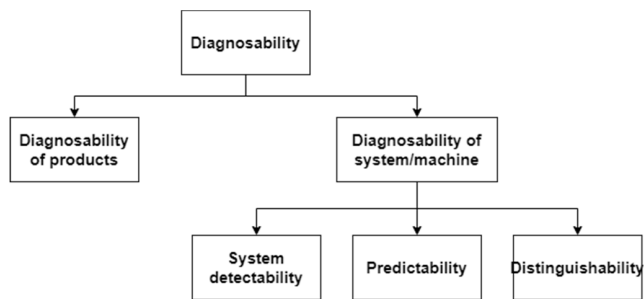 Diagnosability
Diagnosability
of products
Diagnosability of
system/machine
System
detectability
Predictability
Distinguishability